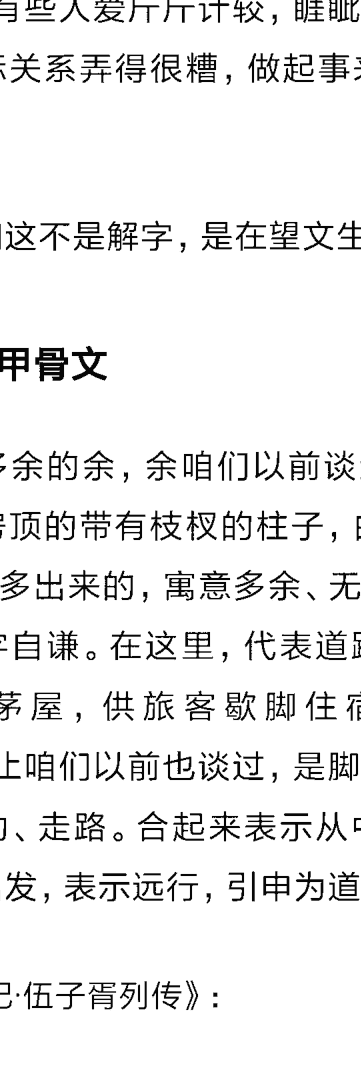 有些人爱斤斤计较，睚眦
际关系弄得很糟，做起事来
这不是解字，是在望文生
甲骨文
多余的余，余咱们以前谈
房顶的带有枝杈的柱子，
多出来的，寓意多余、无
字自谦。在这里，代表道路
茅屋，供旅客歇脚住宿
止咱们以前也谈过，是脚
、走路。合起来表示从
出发，表示远行，引申为道
记·伍子胥列传》：